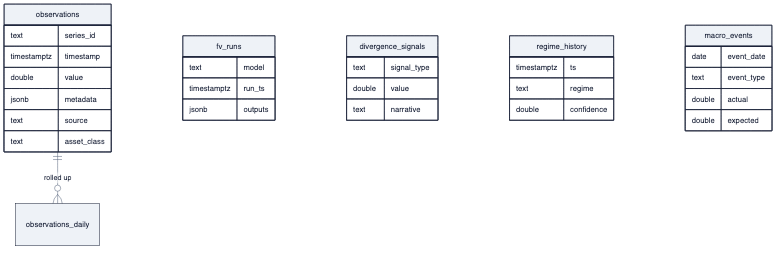 observations
text series_id
timestamptz timestamp
double value
jsonb metadata
text source
text asset_class
rolled up
observations_daily
fv_runs
text model
timestamptz run_ts
jsonb outputs
divergence_signals
text signal_type
double value
text narrative
regime_history
timestamptz ts
text regime
double confidence
macro_events
date event_date
text event_type
double actual
double expected